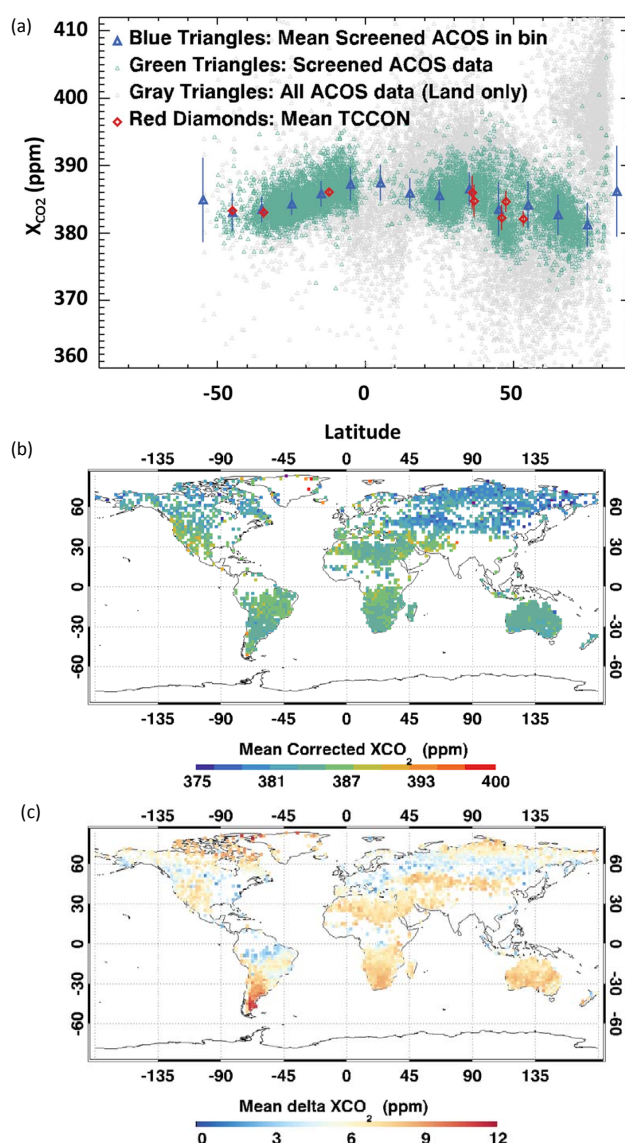 (a)
412
Blue Triangles: Mean Screened ACOS in bin
Green Triangles: Screened ACOS data
400
Gray Triangles: All ACOS data (Land only)
Red Diamonds: Mean TCCON
390
380
370
360
X_CO2 (ppm)
-50 0 50
Latitude
(b)
-135 -90 -45 0 45 90 135
60 60
30 30
0 0
-30 -30
-60 -60
-135 -90 -45 0 45 90 135
Mean Corrected XCO2 (ppm)
375 381 387 393 400
(c)
-135 -90 -45 0 45 90 135
60 60
30 30
0 0
-30 -30
-60 -60
-135 -90 -45 0 45 90 135
Mean delta XCO2 (ppm)
0 3 6 9 12